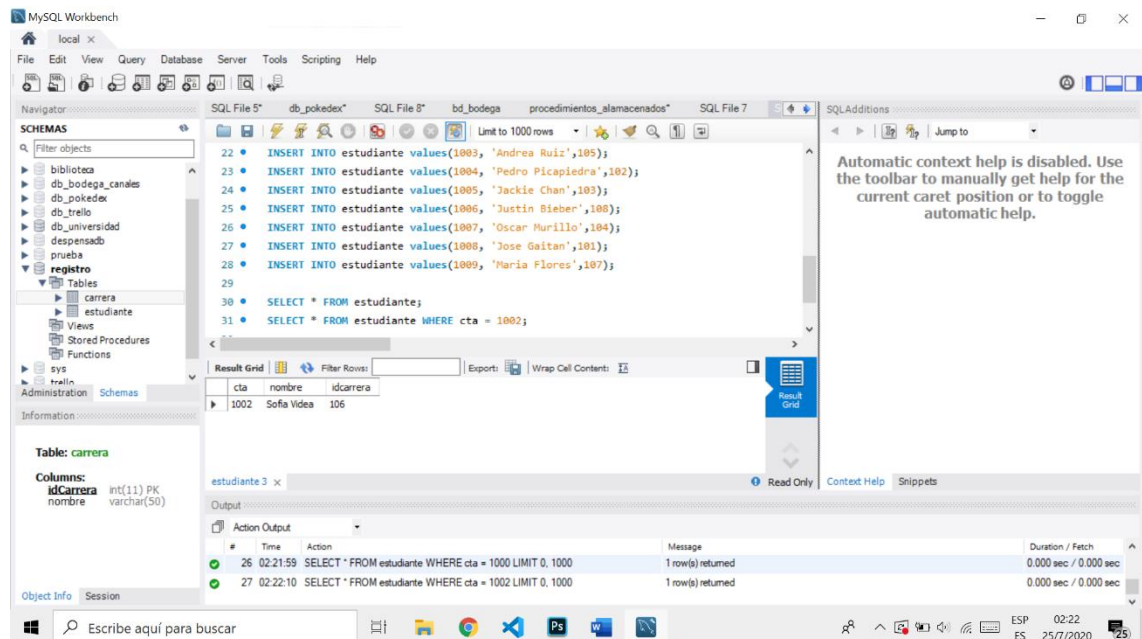 MySQL Workbench
local
File Edit View Query Database Server Tools Scripting Help
Navigator
SCHEMAS
Filter objects
biblioteca
db_bodega_canales
db_pokedex
db_trello
db_universidad
despensadb
prueba
registro
Tables
carrera
estudiante
Views
Stored Procedures
Functions
sys
trello
Administration Schemas
Information
Table: carrera
Columns:
idCarrera int(11) PK
nombre varchar(50)
Object Info Session
SQL File 5* db_pokedex* SQL File 8* bd_bodega procedimientos_alamacenados* SQL File 7
Limit to 1000 rows
22 INSERT INTO estudiante values(1003, 'Andrea Ruiz',105);
23 INSERT INTO estudiante values(1004, 'Pedro Picapiedra',102);
24 INSERT INTO estudiante values(1005, 'Jackie Chan',103);
25 INSERT INTO estudiante values(1006, 'Justin Bieber',108);
26 INSERT INTO estudiante values(1007, 'Oscar Murillo',104);
27 INSERT INTO estudiante values(1008, 'Jose Gaitan',101);
28 INSERT INTO estudiante values(1009, 'Maria Flores',107);
29
30 SELECT * FROM estudiante;
31 SELECT * FROM estudiante WHERE cta = 1002;
Result Grid Filter Rows: Export: Wrap Cell Content:
cta nombre idcarrera
1002 Sofia Videa 106
Result Grid
estudiante 3 Read Only
SQLAdditions
Jump to
Automatic context help is disabled. Use
the toolbar to manually get help for the
current caret position or to toggle
automatic help.
Context Help Snippets
Output
Action Output
# Time Action Message Duration / Fetch
26 02:21:59 SELECT * FROM estudiante WHERE cta = 1000 LIMIT 0, 1000 1 row(s) returned 0.000 sec / 0.000 sec
27 02:22:10 SELECT * FROM estudiante WHERE cta = 1002 LIMIT 0, 1000 1 row(s) returned 0.000 sec / 0.000 sec
Escribe aquí para buscar
Ps
ESP 02:22
ES 25/7/2020
25